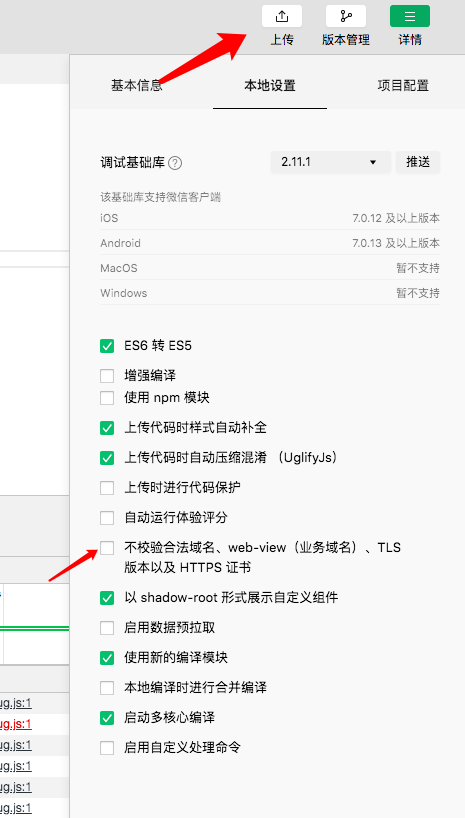 上传
版本管理
详情
基本信息
本地设置
项目配置
调试基础库 ?
2.11.1
推送
该基础库支持微信客户端
iOS
7.0.12 及以上版本
Android
7.0.13 及以上版本
MacOS
暂不支持
Windows
暂不支持
ES6 转 ES5
增强编译
使用 npm 模块
上传代码时样式自动补全
上传代码时自动压缩混淆 （UglifyJs）
上传时进行代码保护
自动运行体验评分
不校验合法域名、web-view（业务域名）、TLS
版本以及 HTTPS 证书
以 shadow-root 形式展示自定义组件
启用数据预拉取
使用新的编译模块
本地编译时进行合并编译
启动多核心编译
启用自定义处理命令
ug.js:1
ug.js:1
ug.js:1
ug.js:1
ug.js:1
ug.js:1